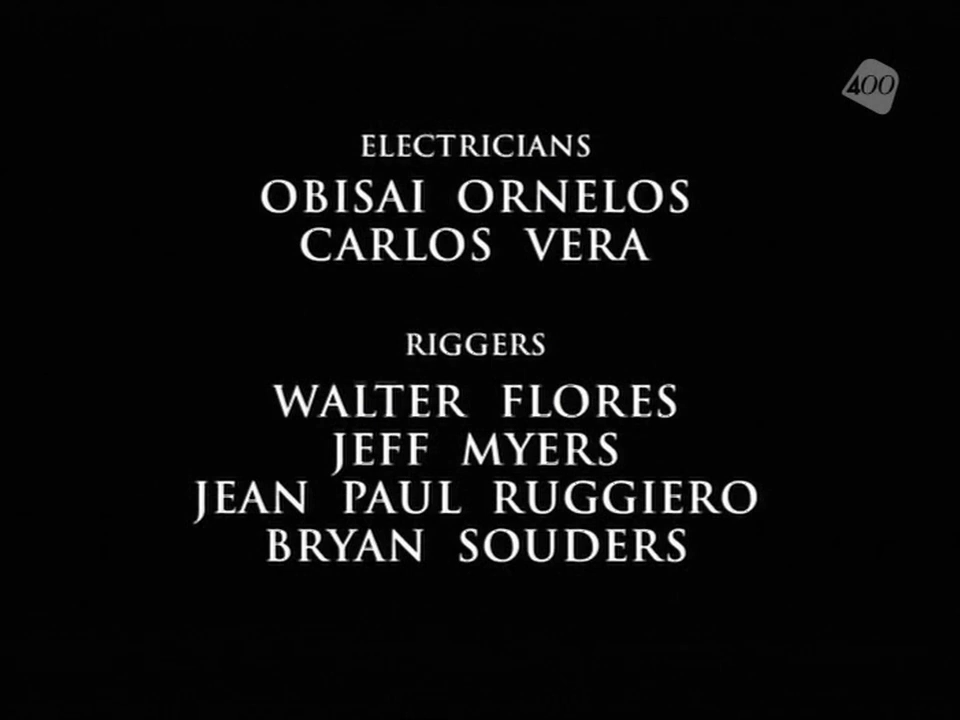 400
ELECTRICIANS
OBISAI ORNELOS
CARLOS VERA
RIGGERS
WALTER FLORES
JEFF MYERS
JEAN PAUL RUGGIERO
BRYAN SOUDERS